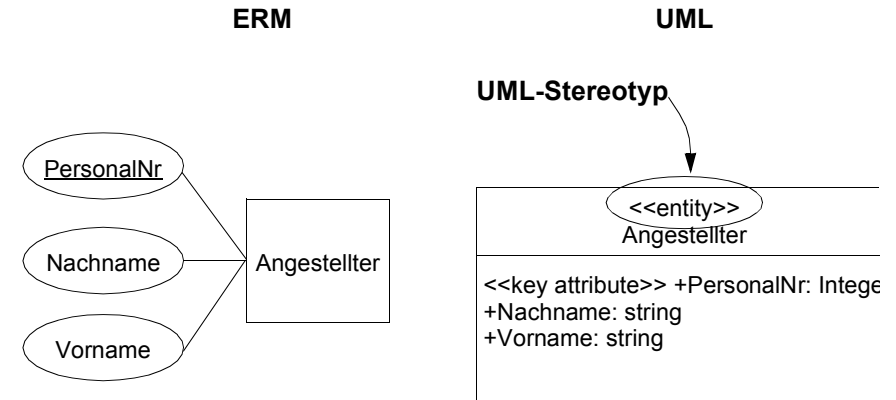 ERM
UML
UML-Stereotyp
PersonalNr
Nachname
Vorname
Angestellter
<<entity>>
Angestellter
<<key attribute>> +PersonalNr: Intege
+Nachname: string
+Vorname: string